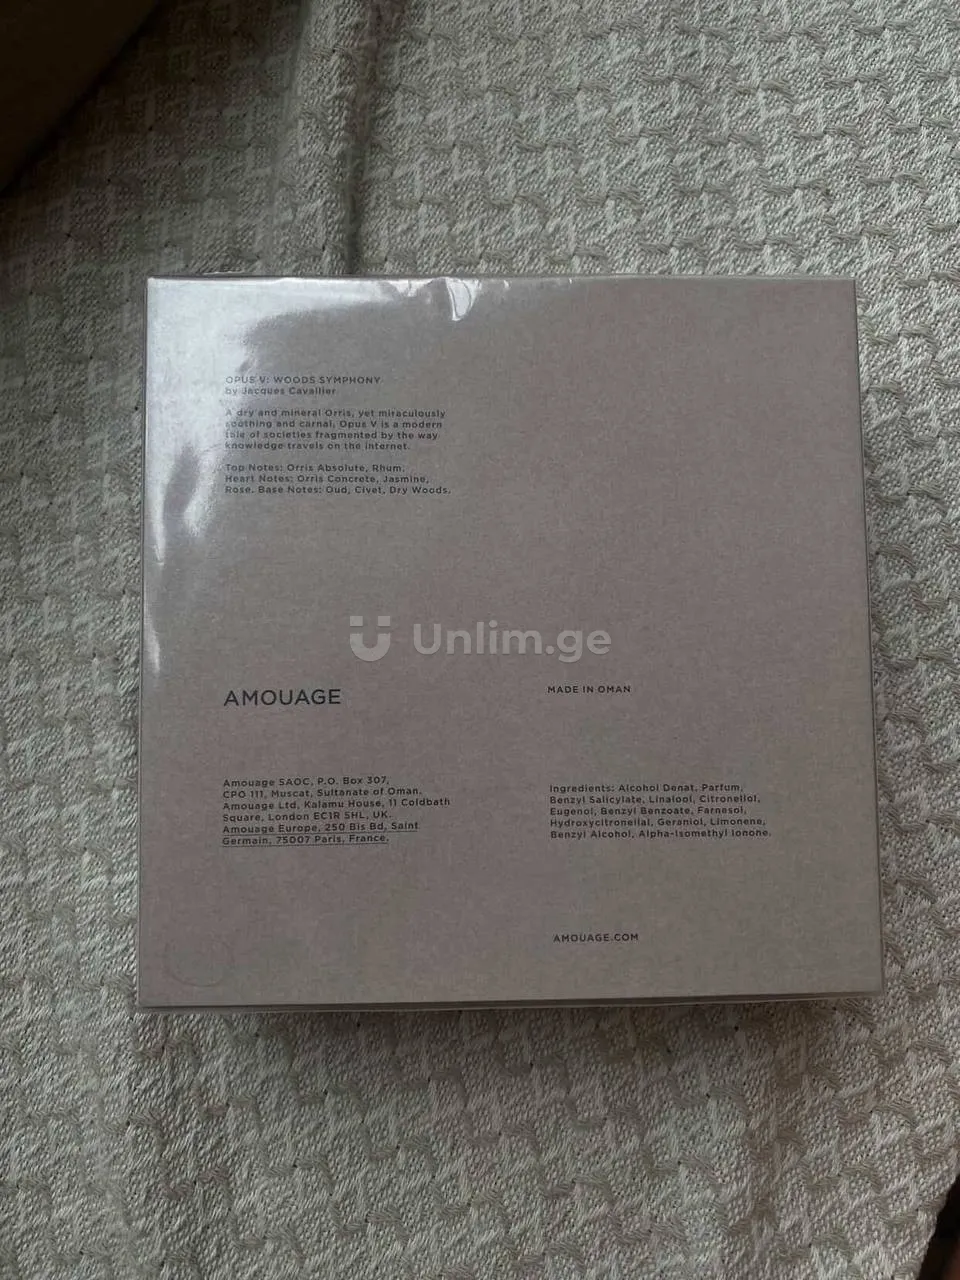 OPUS V: WOODS SYMPHONY
by Jacques Cavallier
A dry and mineral Orris, yet miraculously
soothing and carnal, Opus V is a modern
tale of societies fragmented by the way
knowledge travels on the internet.
Top Notes: Orris Absolute, Rhum.
Heart Notes: Orris Concrete, Jasmine,
Rose. Base Notes: Oud, Civet, Dry Woods.
Unlim.ge
AMOUAGE
MADE IN OMAN
Amouage SAOC, P.O. Box 307,
CPO 111, Muscat, Sultanate of Oman.
Amouage Ltd, Kalamu House, 11 Coldbath
Square, London EC1R 5HL, UK.
Amouage Europe, 250 Bis Bd, Saint
Germain, 75007 Paris, France.
Ingredients: Alcohol Denat, Parfum,
Benzyl Salicylate, Linalool, Citronellol,
Eugenol, Benzyl Benzoate, Farnesol,
Hydroxycitronellal, Geraniol, Limonene,
Benzyl Alcohol, Alpha-Isomethyl Ionone.
AMOUAGE.COM